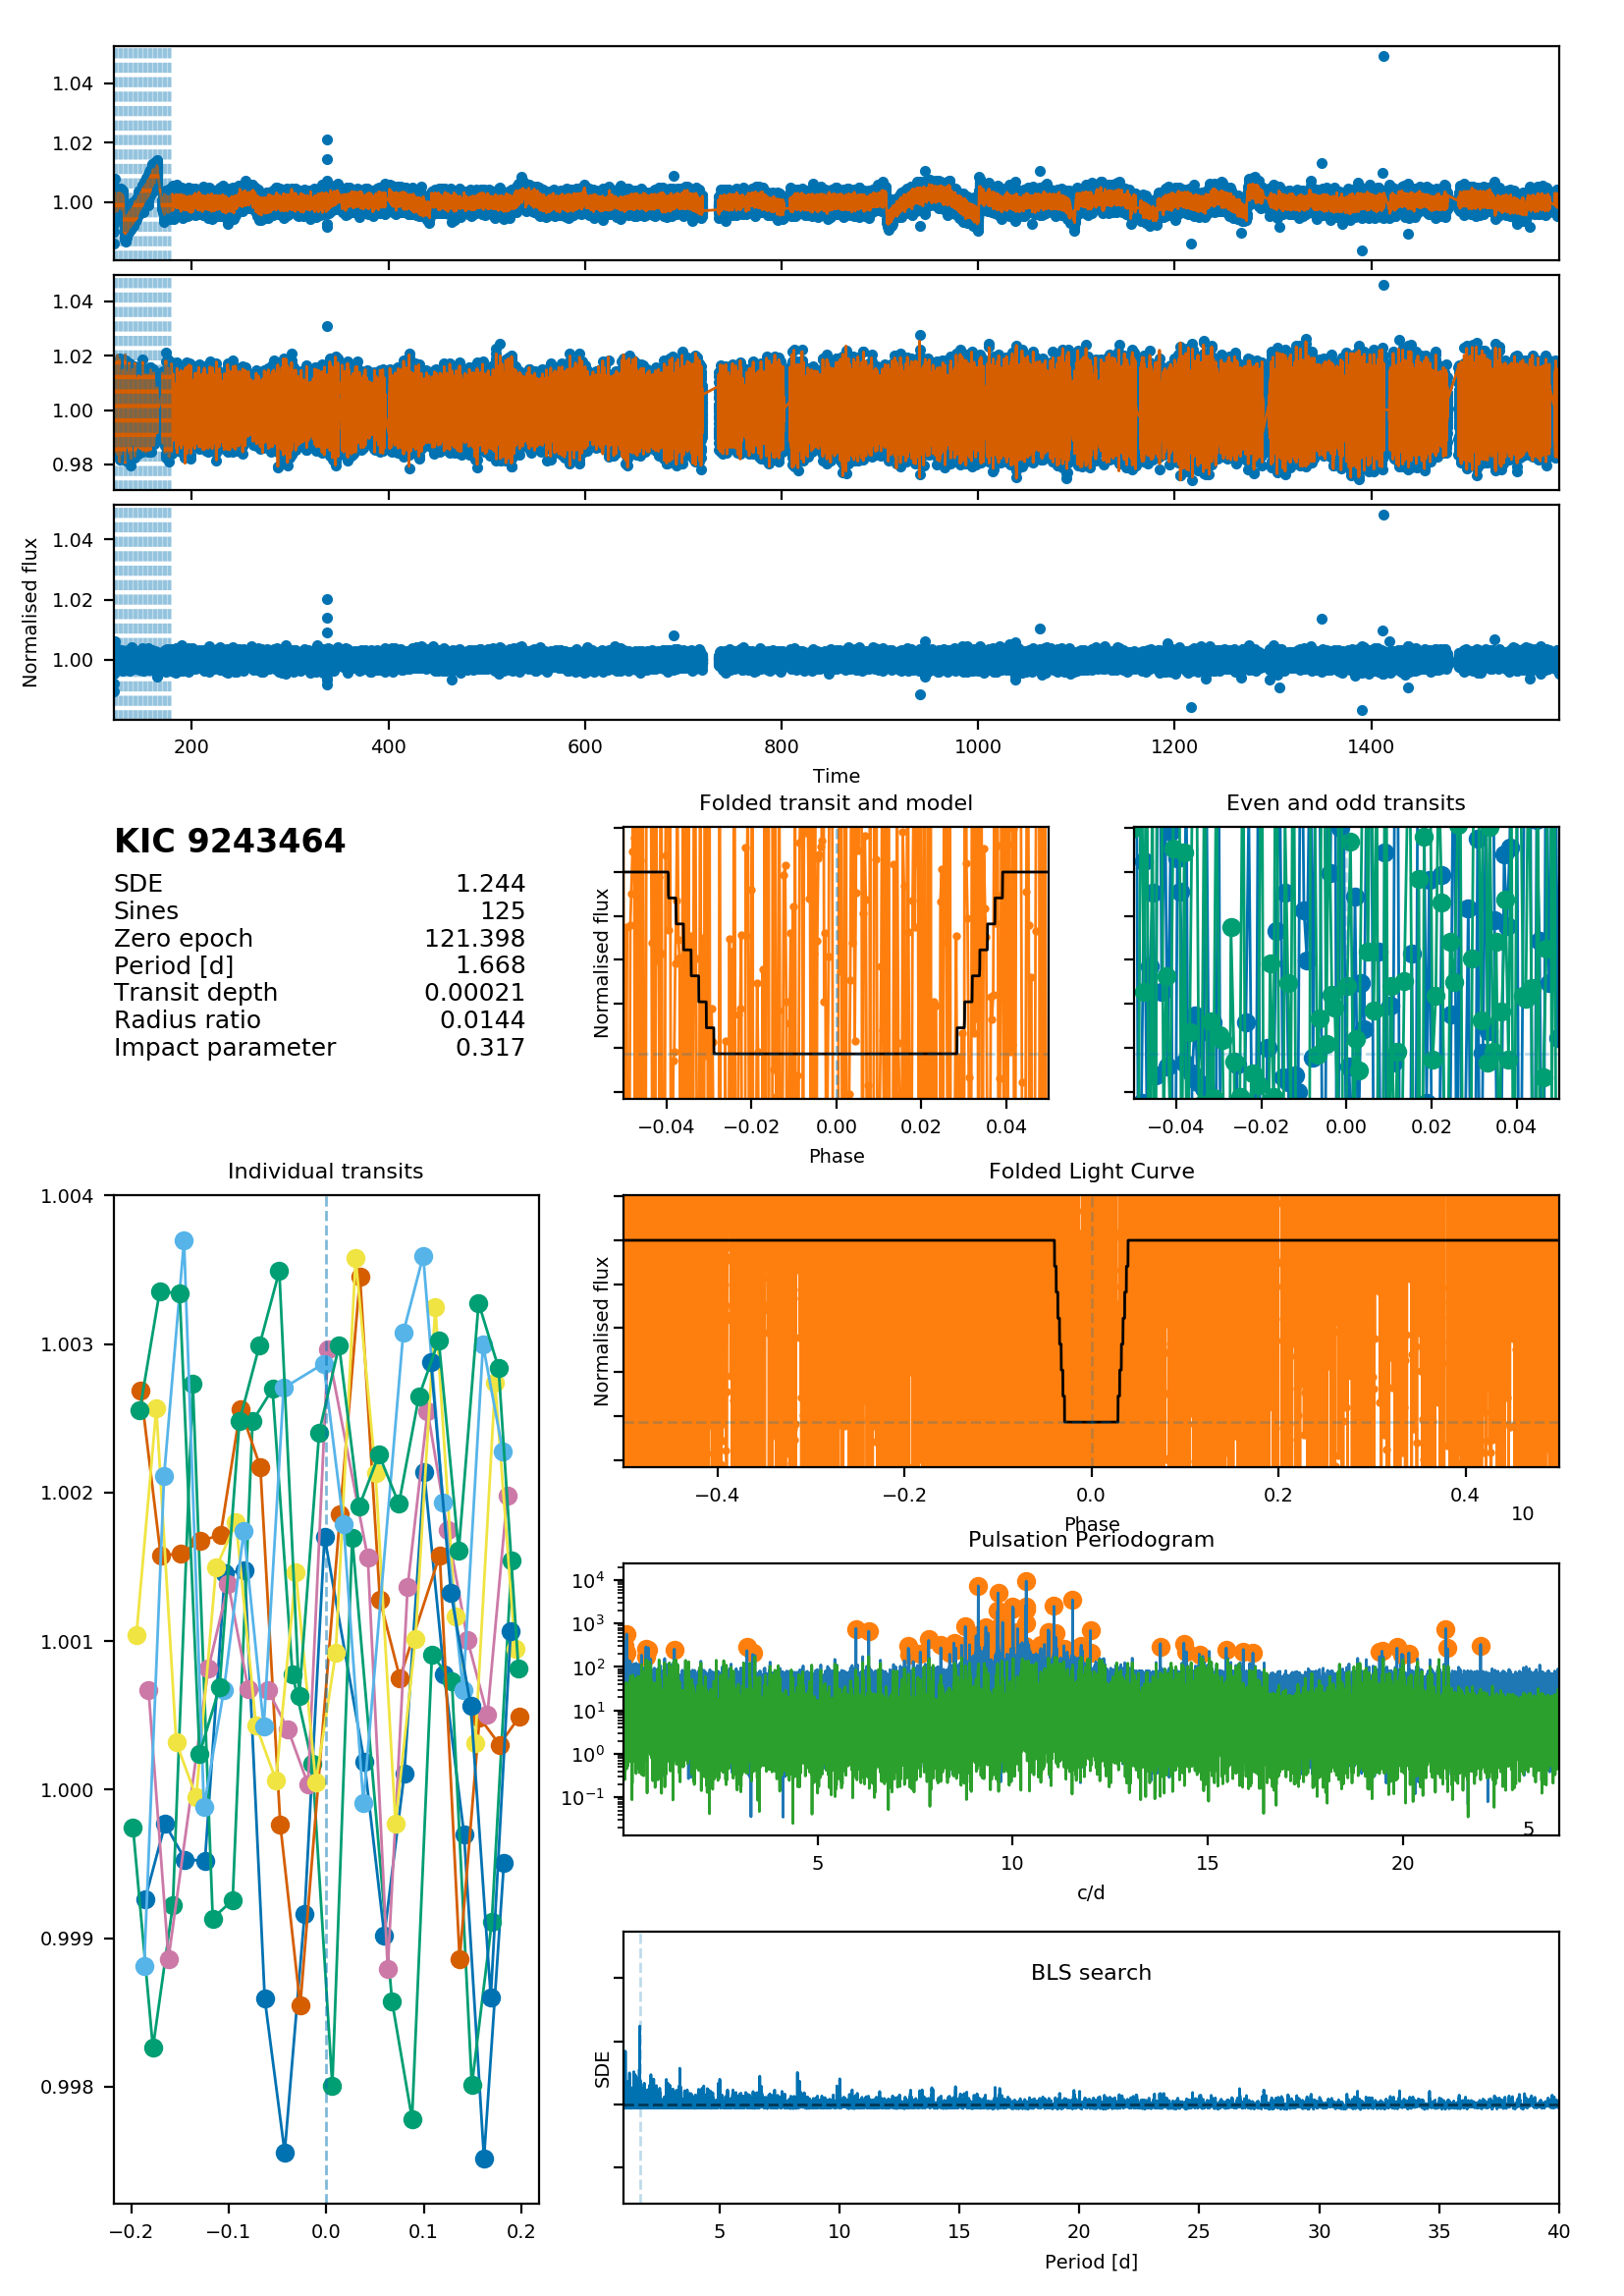 1.04
1.02
1.00
200 400 600 800 1000 1200 1400
1.04
1.02
1.00
0.98
1.04
1.02
1.00
Normalised flux
200 400 600 800 1000 1200 1400
Time
KIC 9243464
SDE 1.244
Sines 125
Zero epoch 121.398
Period [d] 1.668
Transit depth 0.00021
Radius ratio 0.0144
Impact parameter 0.317
Folded transit and model
Normalised flux
−0.04 −0.02 0.00 0.02 0.04
Phase
Even and odd transits
−0.04 −0.02 0.00 0.02 0.04
Individual transits
1.004
1.003
1.002
1.001
1.000
0.999
0.998
−0.2 −0.1 0.0 0.1 0.2
Folded Light Curve
Normalised flux
−0.4 −0.2 0.0 0.2 0.4
10
Phase
Pulsation Periodogram
10⁴
10³
10²
10¹
10⁰
10⁻¹
5
5 10 15 20
c/d
BLS search
SDE
5 10 15 20 25 30 35 40
Period [d]